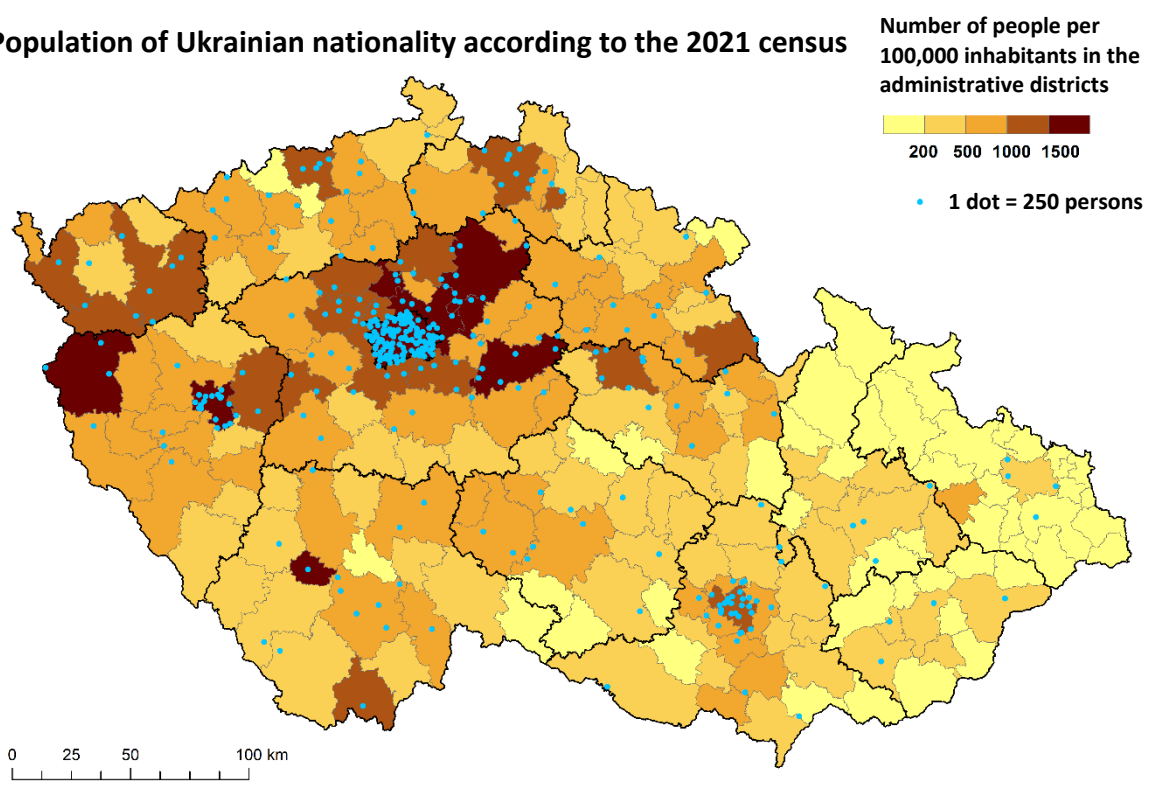 Population of Ukrainian nationality according to the 2021 census
Number of people per
100,000 inhabitants in the
administrative districts
200 500 1000 1500
1 dot = 250 persons
0 25 50 100 km